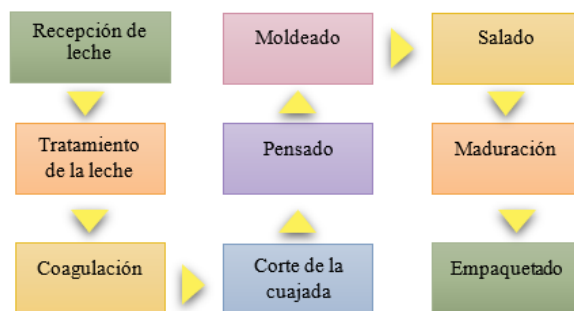 Recepción de
leche
Tratamiento
de la leche
Coagulación
Corte de la
cuajada
Pensado
Moldeado
Salado
Maduración
Empaquetado